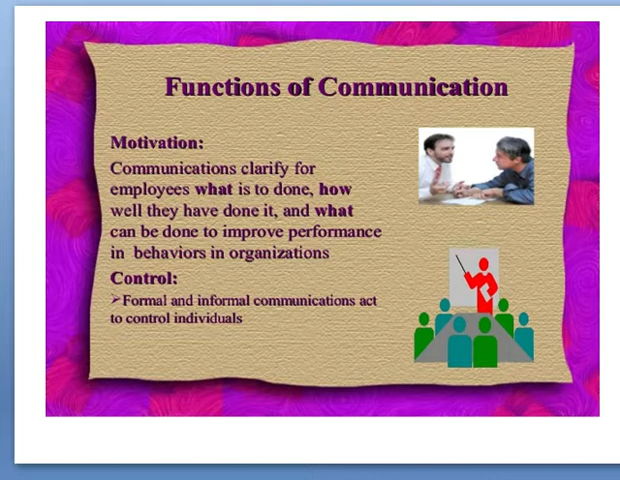 Functions of Communication
Motivation:
Communications clarify for
employees what is to done, how
well they have done it, and what
can be done to improve performance
in behaviors in organizations
Control:
➢Formal and informal communications act
to control individuals